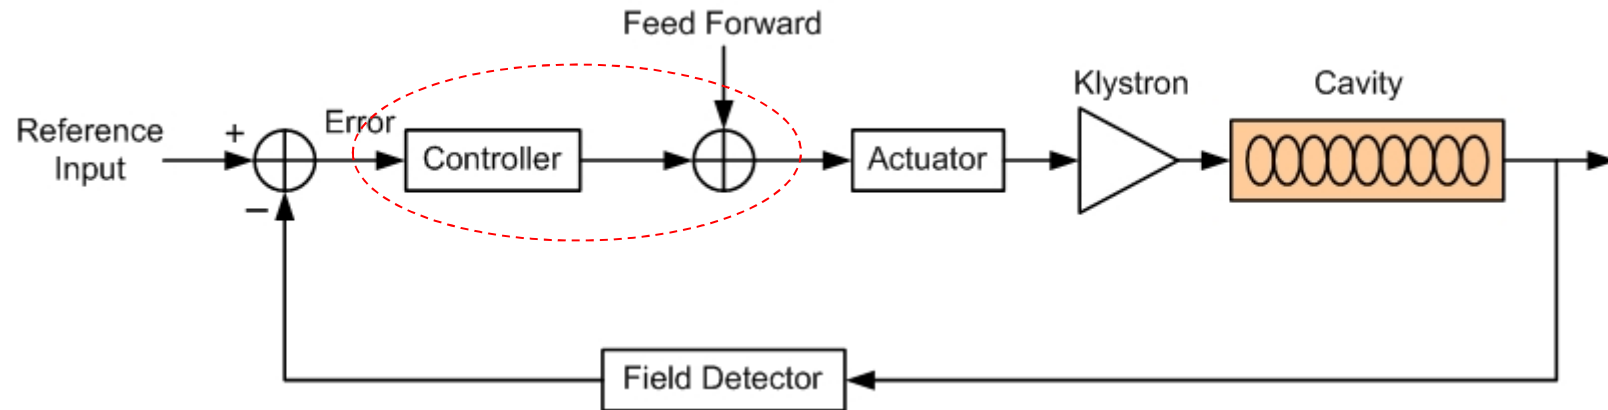 Feed Forward
Klystron
Cavity
Reference
Input
+
Error
Controller
Actuator
−
Field Detector